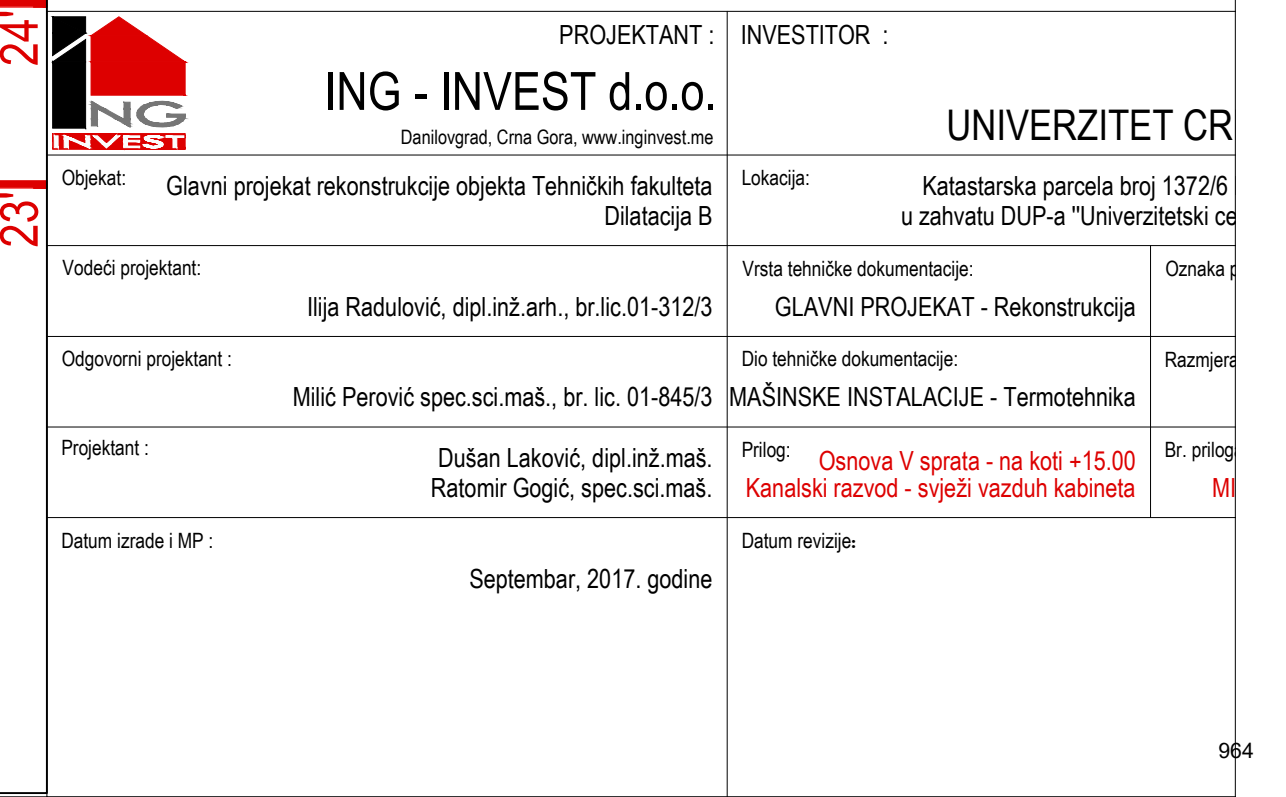 24'
23'
NG
INVEST
PROJEKTANT :
ING - INVEST d.o.o.
Danilovgrad, Crna Gora, www.inginvest.me
INVESTITOR :
UNIVERZITET CR
Objekat:
Glavni projekat rekonstrukcije objekta Tehničkih fakulteta
Dilatacija B
Lokacija:
Katastarska parcela broj 1372/6
u zahvatu DUP-a "Univerzitetski ce
Vodeći projektant:
Ilija Radulović, dipl.inž.arh., br.lic.01-312/3
Vrsta tehničke dokumentacije:
GLAVNI PROJEKAT - Rekonstrukcija
Oznaka p
Odgovorni projektant :
Milić Perović spec.sci.maš., br. lic. 01-845/3
Dio tehničke dokumentacije:
MAŠINSKE INSTALACIJE - Termotehnika
Razmjera
Projektant :
Dušan Laković, dipl.inž.maš.
Ratomir Gogić, spec.sci.maš.
Prilog:
Osnova V sprata - na koti +15.00
Kanalski razvod - svježi vazduh kabineta
Br. priloga
MI
Datum izrade i MP :
Septembar, 2017. godine
Datum revizije:
964